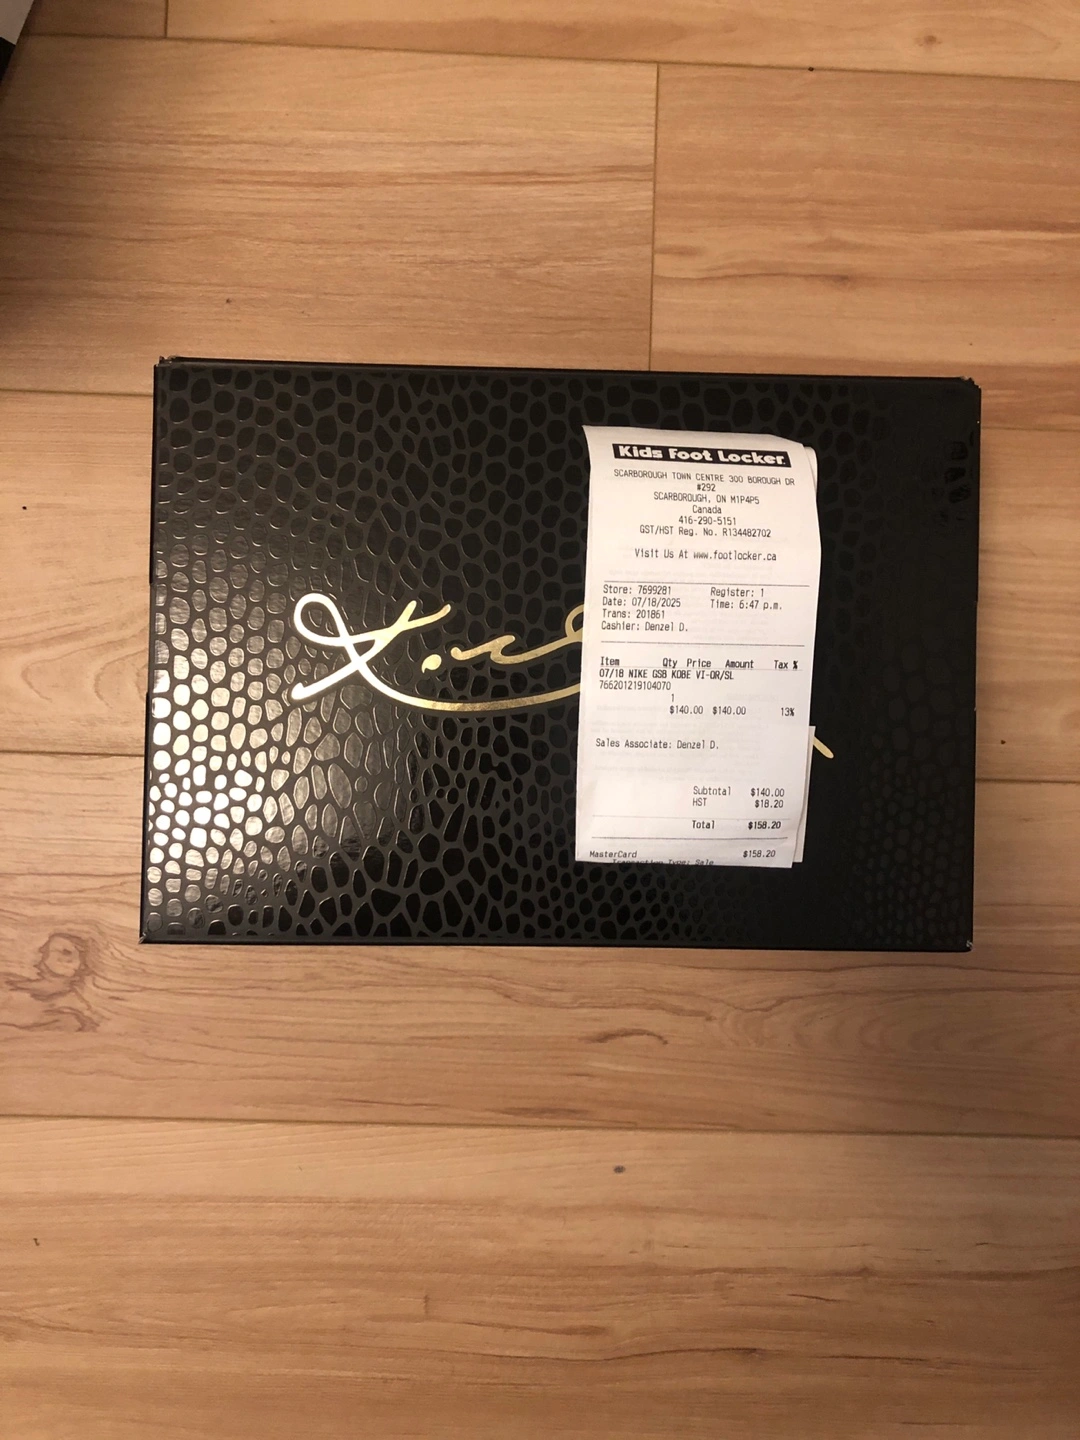 Kids Foot Locker
SCARBOROUGH TOWN CENTRE 300 BOROUGH DR
#292
SCARBOROUGH, ON M1P4P5
Canada
416-290-5151
GST/HST Reg. No. R134482702
Visit Us At www.footlocker.ca
Store: 7699281 Register: 1
Date: 07/18/2025 Time: 6:47 p.m.
Trans: 201861
Cashier: Denzel D.
Item Qty Price Amount Tax %
07/18 NIKE GSB KOBE VI-OR/SL
766201219104070
1
$140.00 $140.00 13%
Sales Associate: Denzel D.
Subtotal $140.00
HST $18.20
Total $158.20
MasterCard $158.20
Transaction Type: Sale